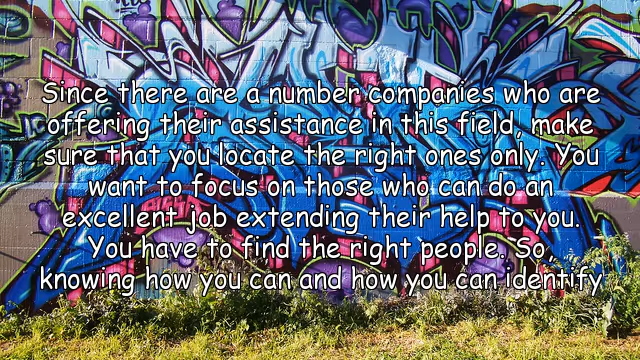 Since there are a number companies who are
offering their assistance in this field, make
sure that you locate the right ones only. You
want to focus on those who can do an
excellent job extending their help to you.
You have to find the right people. So,
knowing how you can and how you can identify